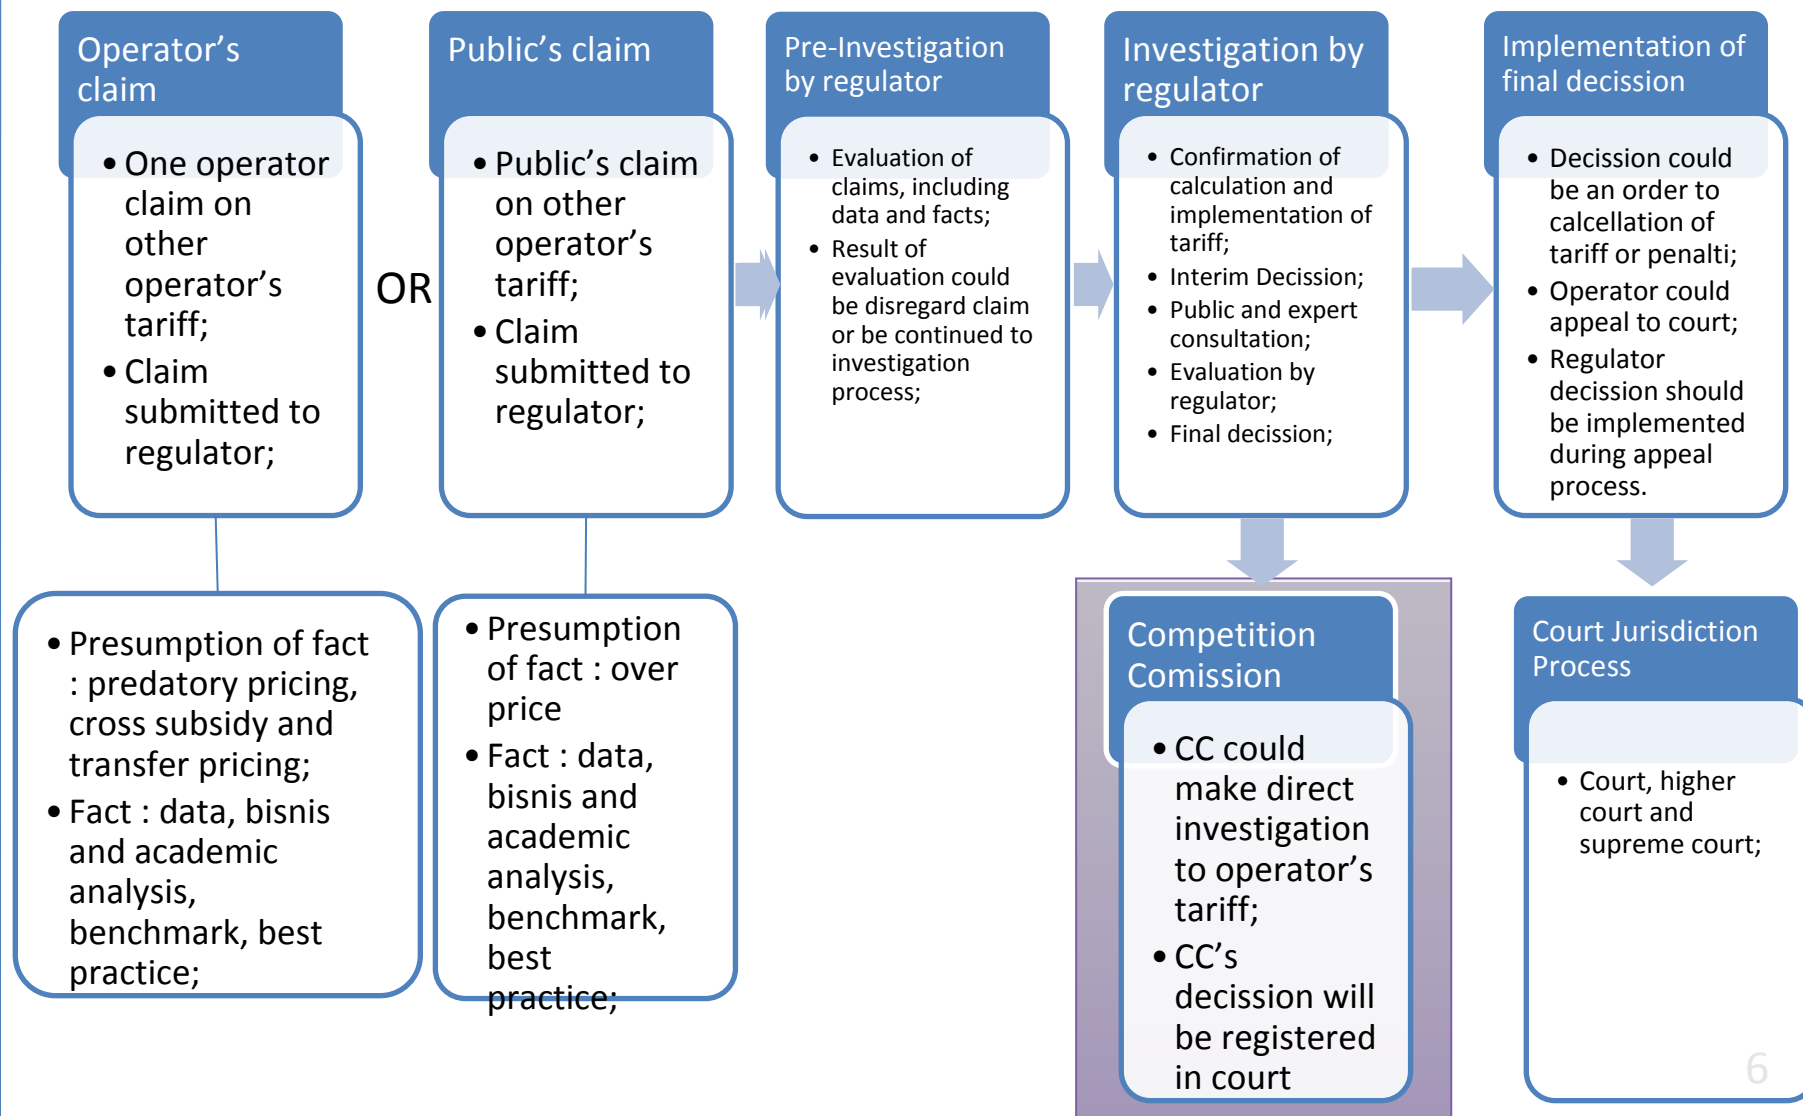 Operator’s
claim
• One operator
claim on
other
operator’s
tariff;
• Claim
submitted to
regulator;
OR
Public’s claim
• Public’s claim
on other
operator’s
tariff;
• Claim
submitted to
regulator;
Pre-Investigation
by regulator
• Evaluation of
claims, including
data and facts;
• Result of
evaluation could
be disregard claim
or be continued to
investigation
process;
Investigation by
regulator
• Confirmation of
calculation and
implementation of
tariff;
• Interim Decission;
• Public and expert
consultation;
• Evaluation by
regulator;
• Final decission;
Implementation of
final decission
• Decission could
be an order to
calcellation of
tariff or penalti;
• Operator could
appeal to court;
• Regulator
decission should
be implemented
during appeal
process.
• Presumption of fact
: predatory pricing,
cross subsidy and
transfer pricing;
• Fact : data, bisnis
and academic
analysis,
benchmark, best
practice;
• Presumption
of fact : over
price
• Fact : data,
bisnis and
academic
analysis,
benchmark,
best
practice;
Competition
Comission
• CC could
make direct
investigation
to operator’s
tariff;
• CC’s
decission will
be registered
in court
Court Jurisdiction
Process
• Court, higher
court and
supreme court;
6